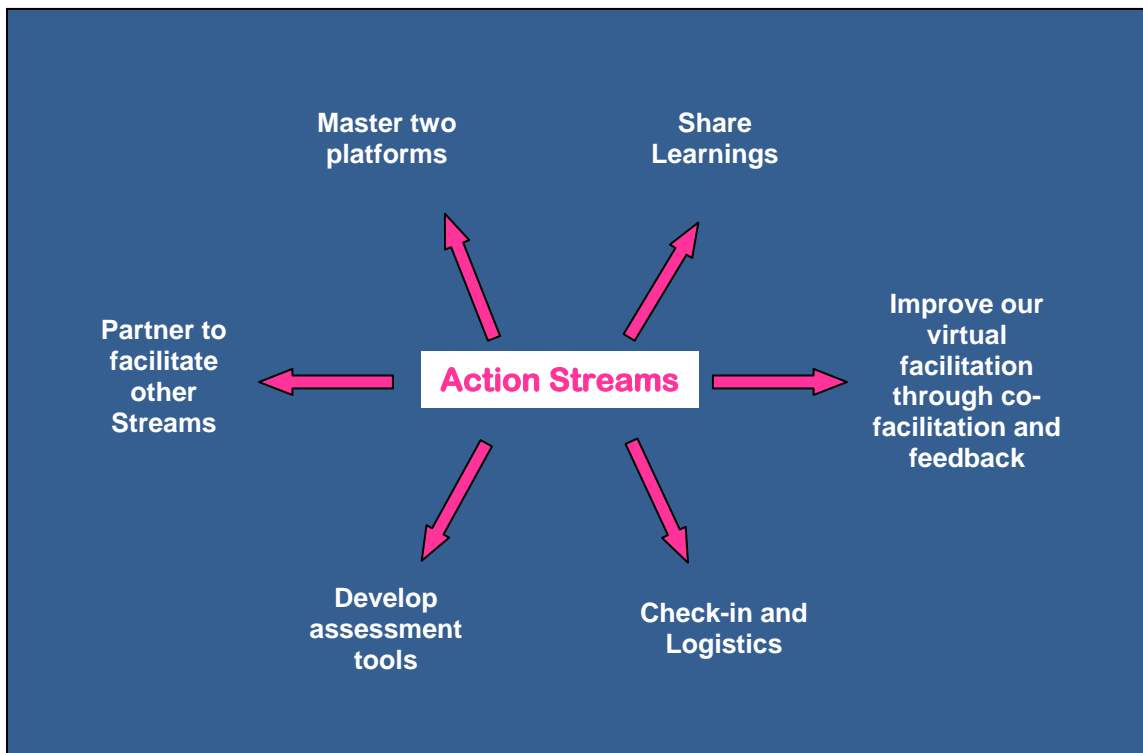 Master two
platforms
Share
Learnings
Partner to
facilitate
other
Streams
Action Streams
Improve our
virtual
facilitation
through co-
facilitation and
feedback
Develop
assessment
tools
Check-in and
Logistics